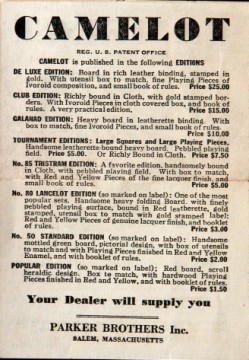 CAMELOT
REG. U. S. PATENT OFFICE
CAMELOT is published in the following EDITIONS
DE LUXE EDITION: Board in rich leather binding, stamped in
gold. With utensil box to match, fine Playing Pieces of
Ivoroid composition, and small book of rules. Price $25.00
CLUB EDITION: Richly bound in Cloth, with gold stamped bor-
ders. With Ivoroid Pieces in cloth covered box, and book of
rules. A very practical edition. Price $15.00
GALAHAD EDITION: Heavy board in leatherette binding. With
box to match, fine Ivoroid Pieces, and small book of rules
Price $10.00
TOURNAMENT EDITIONS: Large Squares and Large Playing Pieces.
Handsome leatherette-bound heavy board, Pebbled playing
field. Price $5.00. Or Richly bound in Cloth. Price $7.50
No. 85 TRISTRAM EDITION: A favorite edition, handsomely bound
in Cloth, with pebbled playing field. With box to match,
with Red and Yellow Pieces of the fine lacquer finish, and
small book of rules. Price $5.00
No. 80 LANCELOT EDITION (so marked on label): One of the most
popular sets. Handsome heavy folding Board, with finely
pebbled playing surface, bound in Red leatherette, gold
stamped, utensil box to match with gold stamped label;
Red and Yellow Pieces of genuine lacquer finish, and booklet
of rules. Price $3.00
No. 50 STANDARD EDITION (so marked on label): Handsome
mottled green board, pictorial design, with box of utensils
to match and with Playing Pieces finished in Red and Yellow
Enamel, and with booklet of rules. Price $2.00
POPULAR EDITION (so marked on label); Red board, scroll
heraldic design. Box to match, with hardwood Playing
Pieces finished in Red and Yellow, and with booklet of rules.
Price $1.50
Your Dealer will supply you
PARKER BROTHERS Inc.
SALEM, MASSACHUSETTS